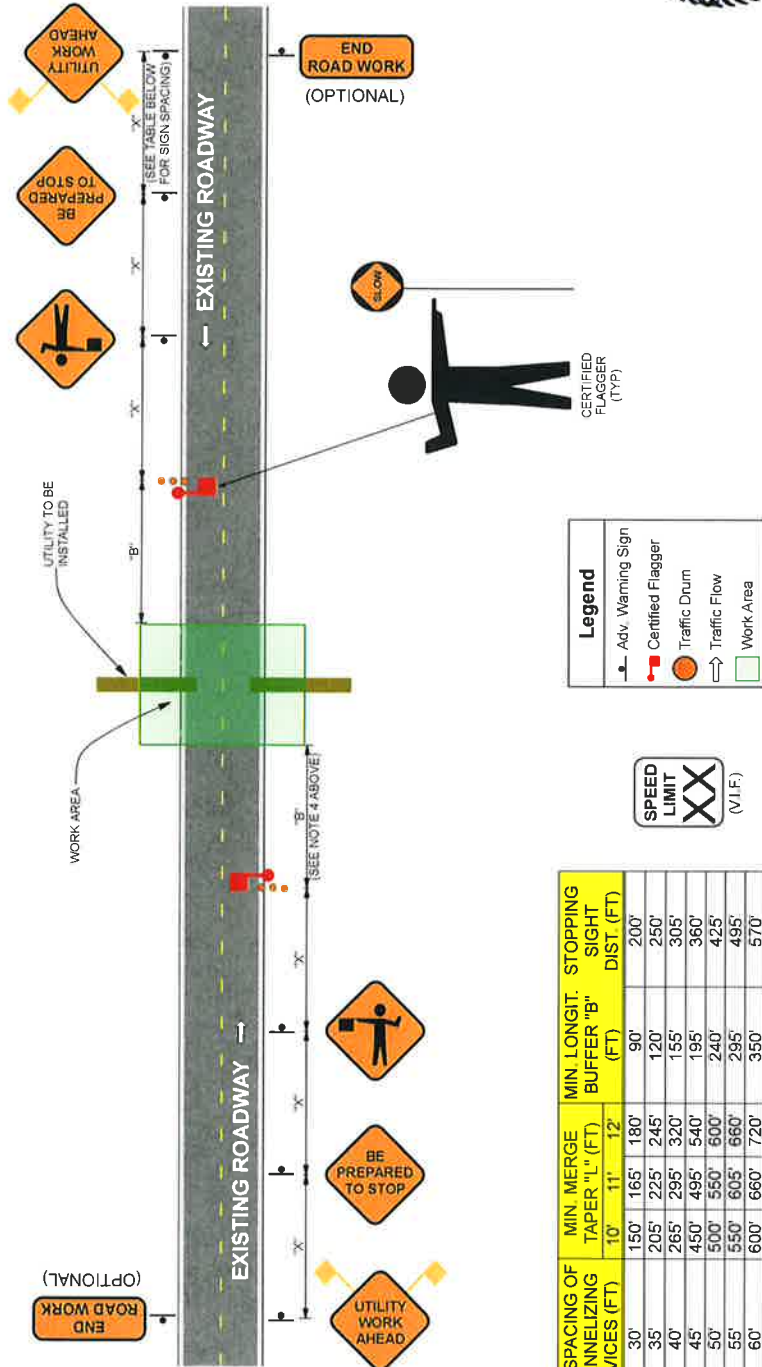 UTILITY
WORK
AHEAD
BE
PREPARED
TO STOP
"X"
(SEE TABLE BELOW
FOR SIGN SPACING)
"X"
"X"
END
ROAD WORK
(OPTIONAL)
← EXISTING ROADWAY
UTILITY TO BE
INSTALLED
"B"
WORK AREA
SLOW
CERTIFIED
FLAGGER
(TYP)
"B"
(SEE NOTE 4 ABOVE)
"X"
"X"
"X"
EXISTING ROADWAY →
END
ROAD WORK
(OPTIONAL)
BE
PREPARED
TO STOP
UTILITY
WORK
AHEAD
Legend
Adv. Warning Sign
Certified Flagger
Traffic Drum
Traffic Flow
Work Area
SPEED
LIMIT
XX
(V.I.F.)
SPACING OF
NNELIZING
VICES (FT)
MIN. MERGE
TAPER "L" (FT)
10' 11' 12'
MIN. LONGIT.
BUFFER "B"
(FT)
STOPPING
SIGHT
DIST. (FT)
30' 150' 165' 180' 90' 200'
35' 205' 225' 245' 120' 250'
40' 265' 295' 320' 155' 305'
45' 450' 495' 540' 195' 360'
50' 500' 550' 600' 240' 425'
55' 550' 605' 660' 295' 495'
60' 600' 660' 720' 350' 570'